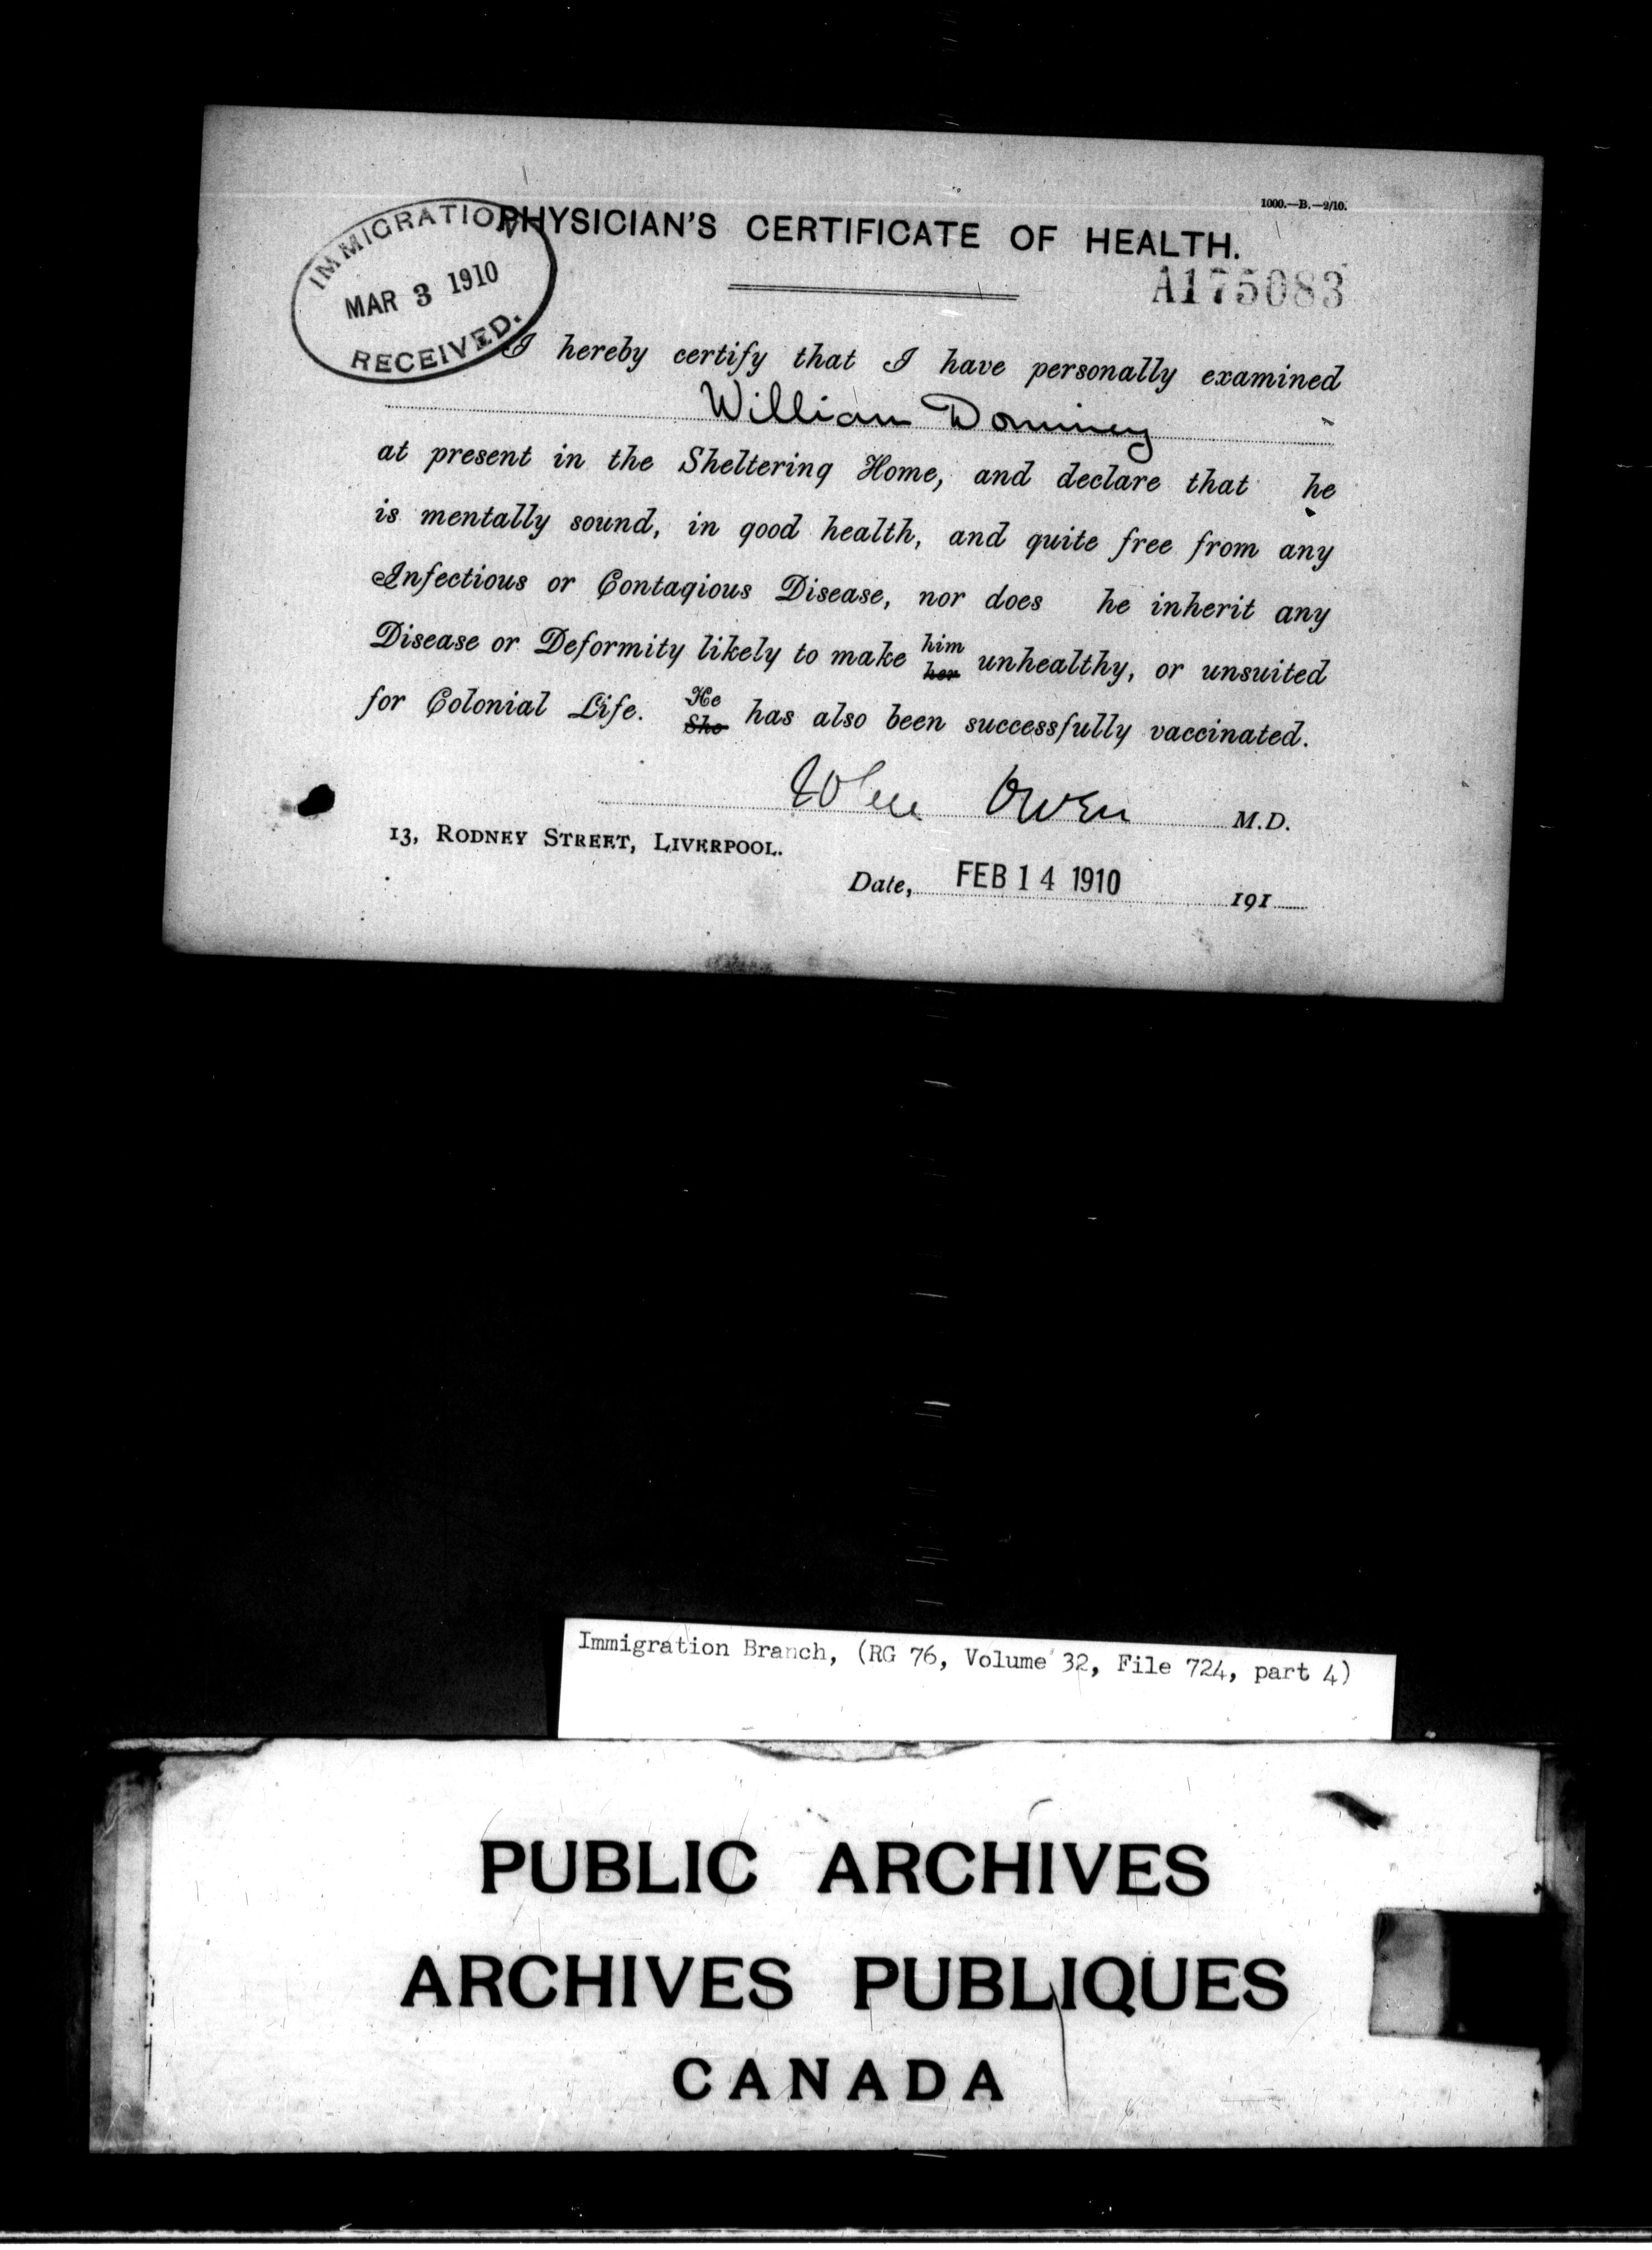 1000.—B.—2/10.
PHYSICIAN'S CERTIFICATE OF HEALTH.
IMMIGRATION
MAR 3 1910
RECEIVED.
A175083
I hereby certify that I have personally examined
William Dominey
at present in the Sheltering Home, and declare that he
is mentally sound, in good health, and quite free from any
Infectious or Contagious Disease, nor does he inherit any
Disease or Deformity likely to make him her unhealthy, or unsuited
for Colonial Life. He She has also been successfully vaccinated.
Owen M.D.
13, RODNEY STREET, LIVERPOOL.
Date, FEB 14 1910 191
Immigration Branch, (RG 76, Volume 32, File 724, part 4)
PUBLIC ARCHIVES
ARCHIVES PUBLIQUES
CANADA